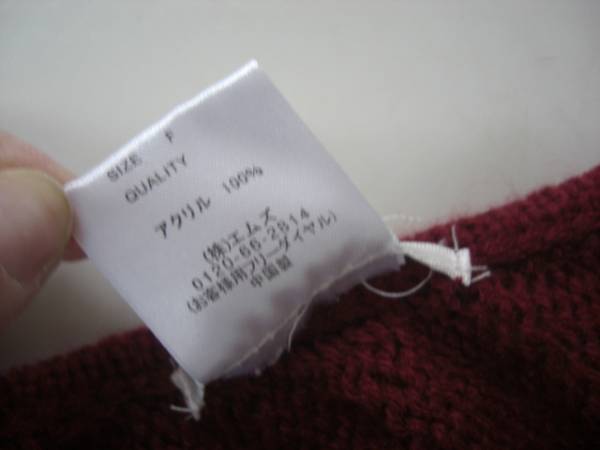 SIZE F
QUALITY
アクリル 100%
(株)エムズ
0120-66-2814
(お客様用フリーダイヤル)
中国製